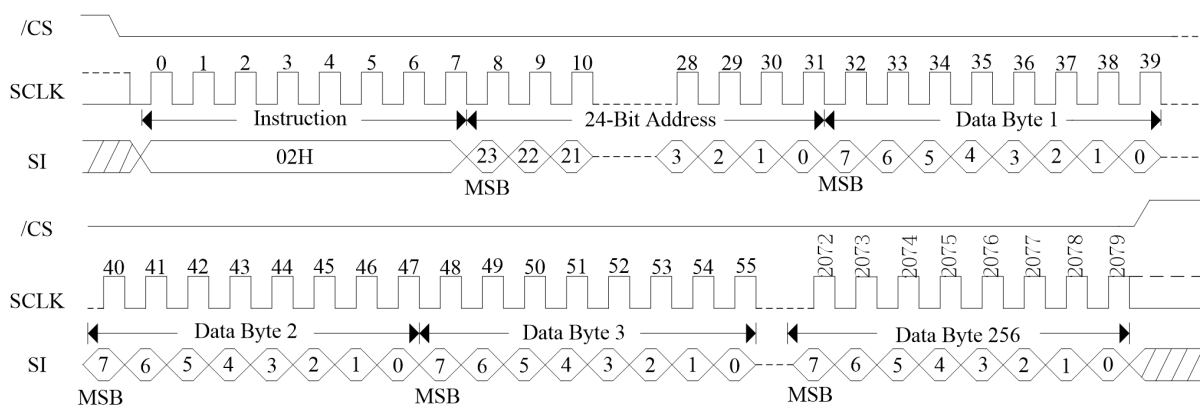 /CS
0 1 2 3 4 5 6 7 8 9 10 28 29 30 31 32 33 34 35 36 37 38 39
SCLK
Instruction 24-Bit Address Data Byte 1
SI 02H 23 22 21 3 2 1 0 7 6 5 4 3 2 1 0
MSB MSB
/CS
40 41 42 43 44 45 46 47 48 49 50 51 52 53 54 55 2072 2073 2074 2075 2076 2077 2078 2079
SCLK
Data Byte 2 Data Byte 3 Data Byte 256
SI 7 6 5 4 3 2 1 0 7 6 5 4 3 2 1 0 7 6 5 4 3 2 1 0
MSB MSB MSB